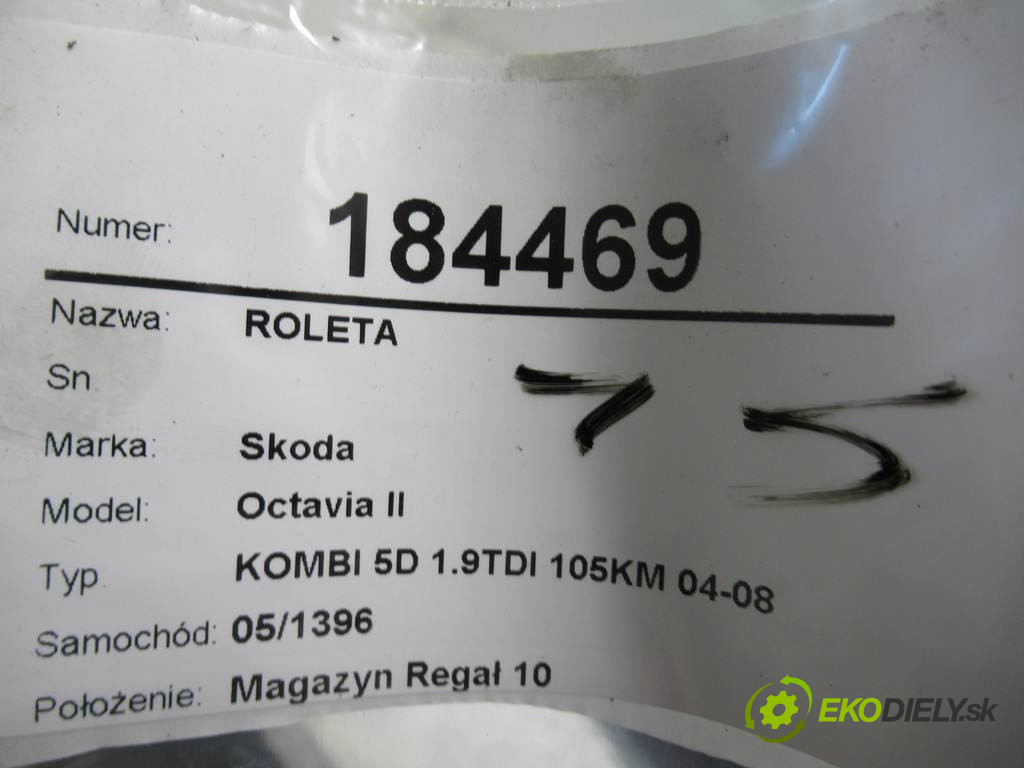 Numer: 184469
Nazwa: ROLETA
Sn
75
Marka: Skoda
Model: Octavia II
Typ KOMBI 5D 1.9TDI 105KM 04-08
Samochód: 05/1396
Położenie: Magazyn Regał 10
EKODIELY.sk